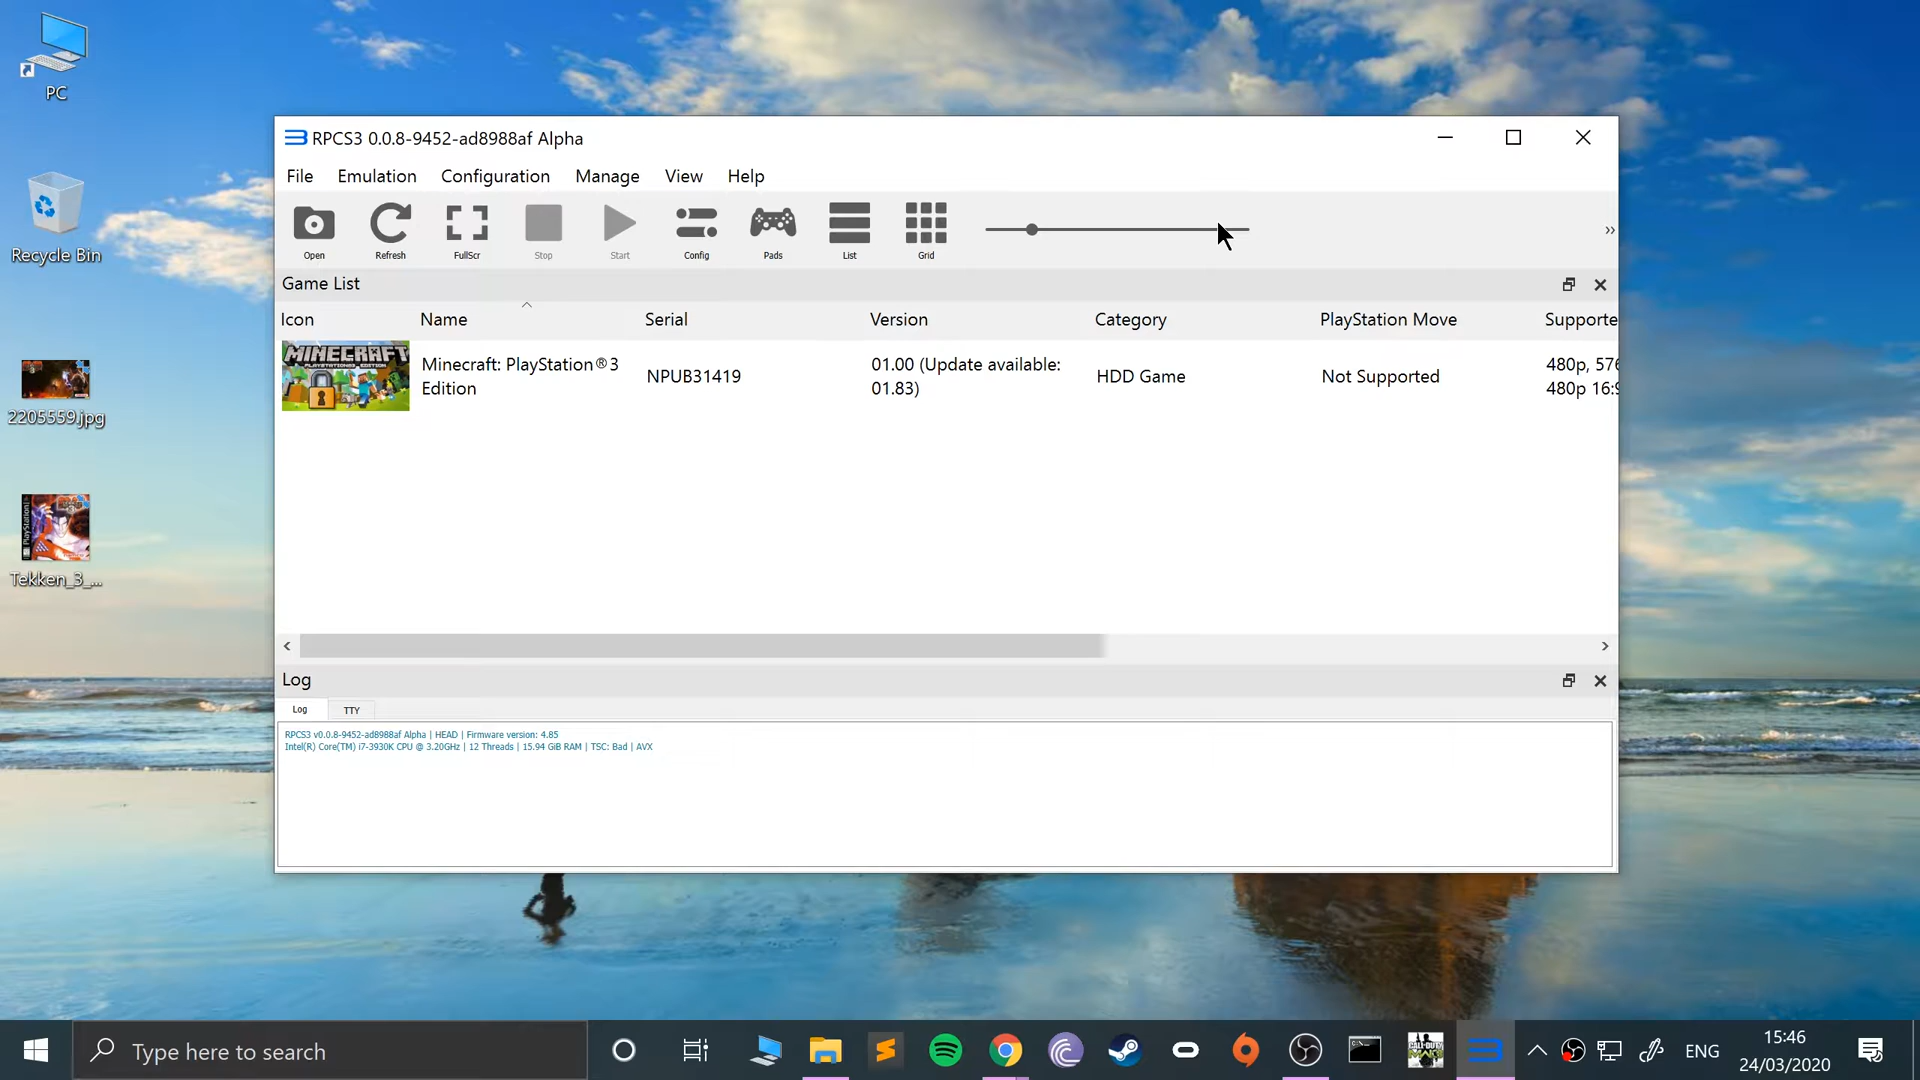 PC
Recycle Bin
2205559.jpg
Tekken_3_...
RPCS3 0.0.8-9452-ad8988af Alpha
File Emulation Configuration Manage View Help
Open Refresh FullScr Stop Start Config Pads List Grid
»
Game List
Icon Name Serial Version Category PlayStation Move Supporte
MINECRAFT
Minecraft: PlayStation®3
Edition
NPUB31419
01.00 (Update available:
01.83)
HDD Game
Not Supported
480p, 576
480p 16:9
Log
Log TTY
RPCS3 v0.0.8-9452-ad8988af Alpha | HEAD | Firmware version: 4.85
Intel(R) Core(TM) i7-3930K CPU @ 3.20GHz | 12 Threads | 15.94 GiB RAM | TSC: Bad | AVX
Type here to search
ENG
15:46
24/03/2020